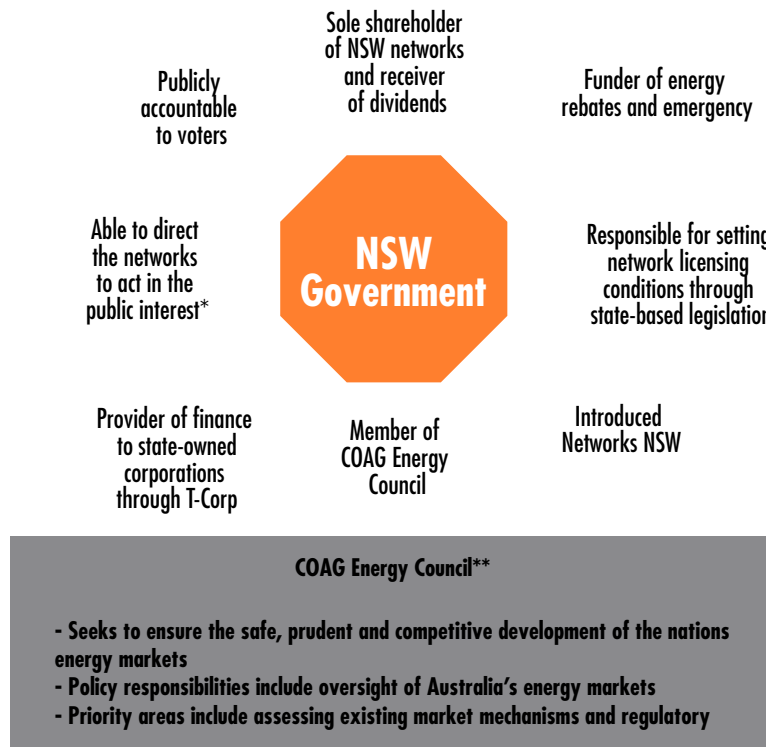 Sole shareholder
of NSW networks
and receiver
of dividends
Publicly
accountable
to voters
Funder of energy
rebates and emergency
Able to direct
the networks
to act in the
public interest*
NSW
Government
Responsible for setting
network licensing
conditions through
state-based legislation
Provider of finance
to state-owned
corporations
through T-Corp
Member of
COAG Energy
Council
Introduced
Networks NSW
COAG Energy Council**
- Seeks to ensure the safe, prudent and competitive development of the nations
energy markets
- Policy responsibilities include oversight of Australia’s energy markets
- Priority areas include assessing existing market mechanisms and regulatory